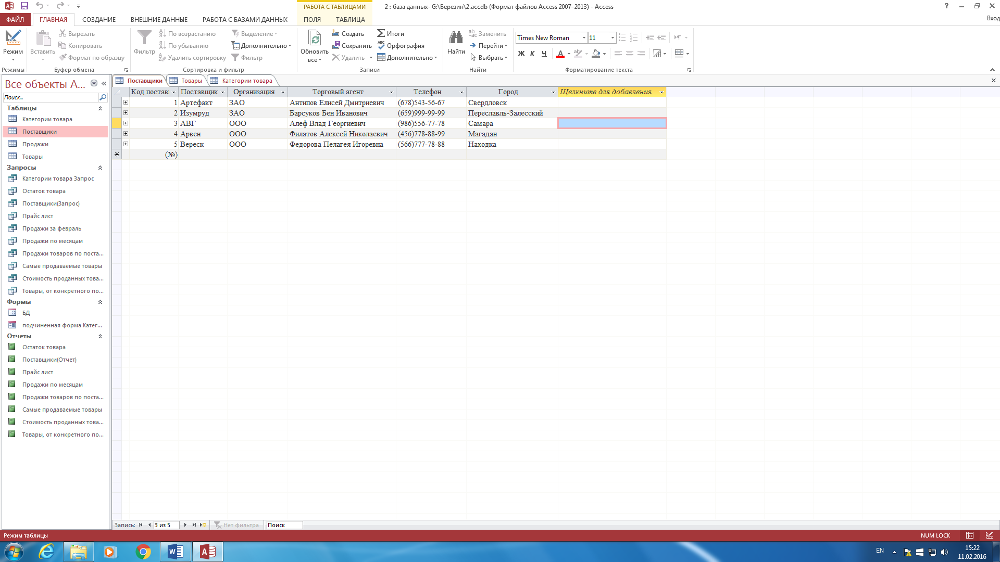 РАБОТА С ТАБЛИЦАМИ
2 : база данных- G:\Березин\2.accdb (Формат файлов Access 2007–2013) - Access
?
ФАЙЛ ГЛАВНАЯ СОЗДАНИЕ ВНЕШНИЕ ДАННЫЕ РАБОТА С БАЗАМИ ДАННЫХ ПОЛЯ ТАБЛИЦА Вход
Режим
Режимы
Вставить
Вырезать
Копировать
Формат по образцу
Буфер обмена
Фильтр
По возрастанию
По убыванию
Удалить сортировку
Выделение
Дополнительно
Фильтр
Сортировка и фильтр
Обновить
все
Создать
Сохранить
Удалить
Итоги
Орфография
Дополнительно
Записи
Найти
Заменить
Перейти
Выбрать
Найти
Times New Roman 11
Ж К Ч А
Форматирование текста
Все объекты A...
Поиск...
Таблицы
Категории товара
Поставщики
Продажи
Товары
Запросы
Категории товара Запрос
Остаток товара
Поставщики(Запрос)
Прайс лист
Продажи за февраль
Продажи по месяцам
Продажи товаров по поста...
Самые продаваемые товары
Стоимость проданных това...
Товары, от конкретного по...
Формы
БД
подчиненная форма Катег...
Отчеты
Остаток товара
Поставщики(Отчет)
Прайс лист
Продажи по месяцам
Продажи товаров по поста...
Самые продаваемые товары
Стоимость проданных това...
Товары, от конкретного по...
Поставщики Товары Категории товара
Код постав Поставщик Организация Торговый агент Телефон Город Щелкните для добавления
1 Артефакт ЗАО Антипов Елисей Дмитриевич (678)543-56-67 Свердловск
2 Изумруд ЗАО Барсуков Бен Иванович (659)999-99-99 Переславль-Залесский
3 АВГ ООО Алеф Влад Георгиевич (986)556-77-78 Самара
4 Арвен ООО Филатов Алексей Николаевич (456)778-88-99 Магадан
5 Вереск ООО Федорова Пелагея Игоревна (566)777-78-88 Находка
(№)
Запись: 3 из 5 Нет фильтра Поиск
Режим таблицы NUM LOCK
EN 15:22
11.02.2016